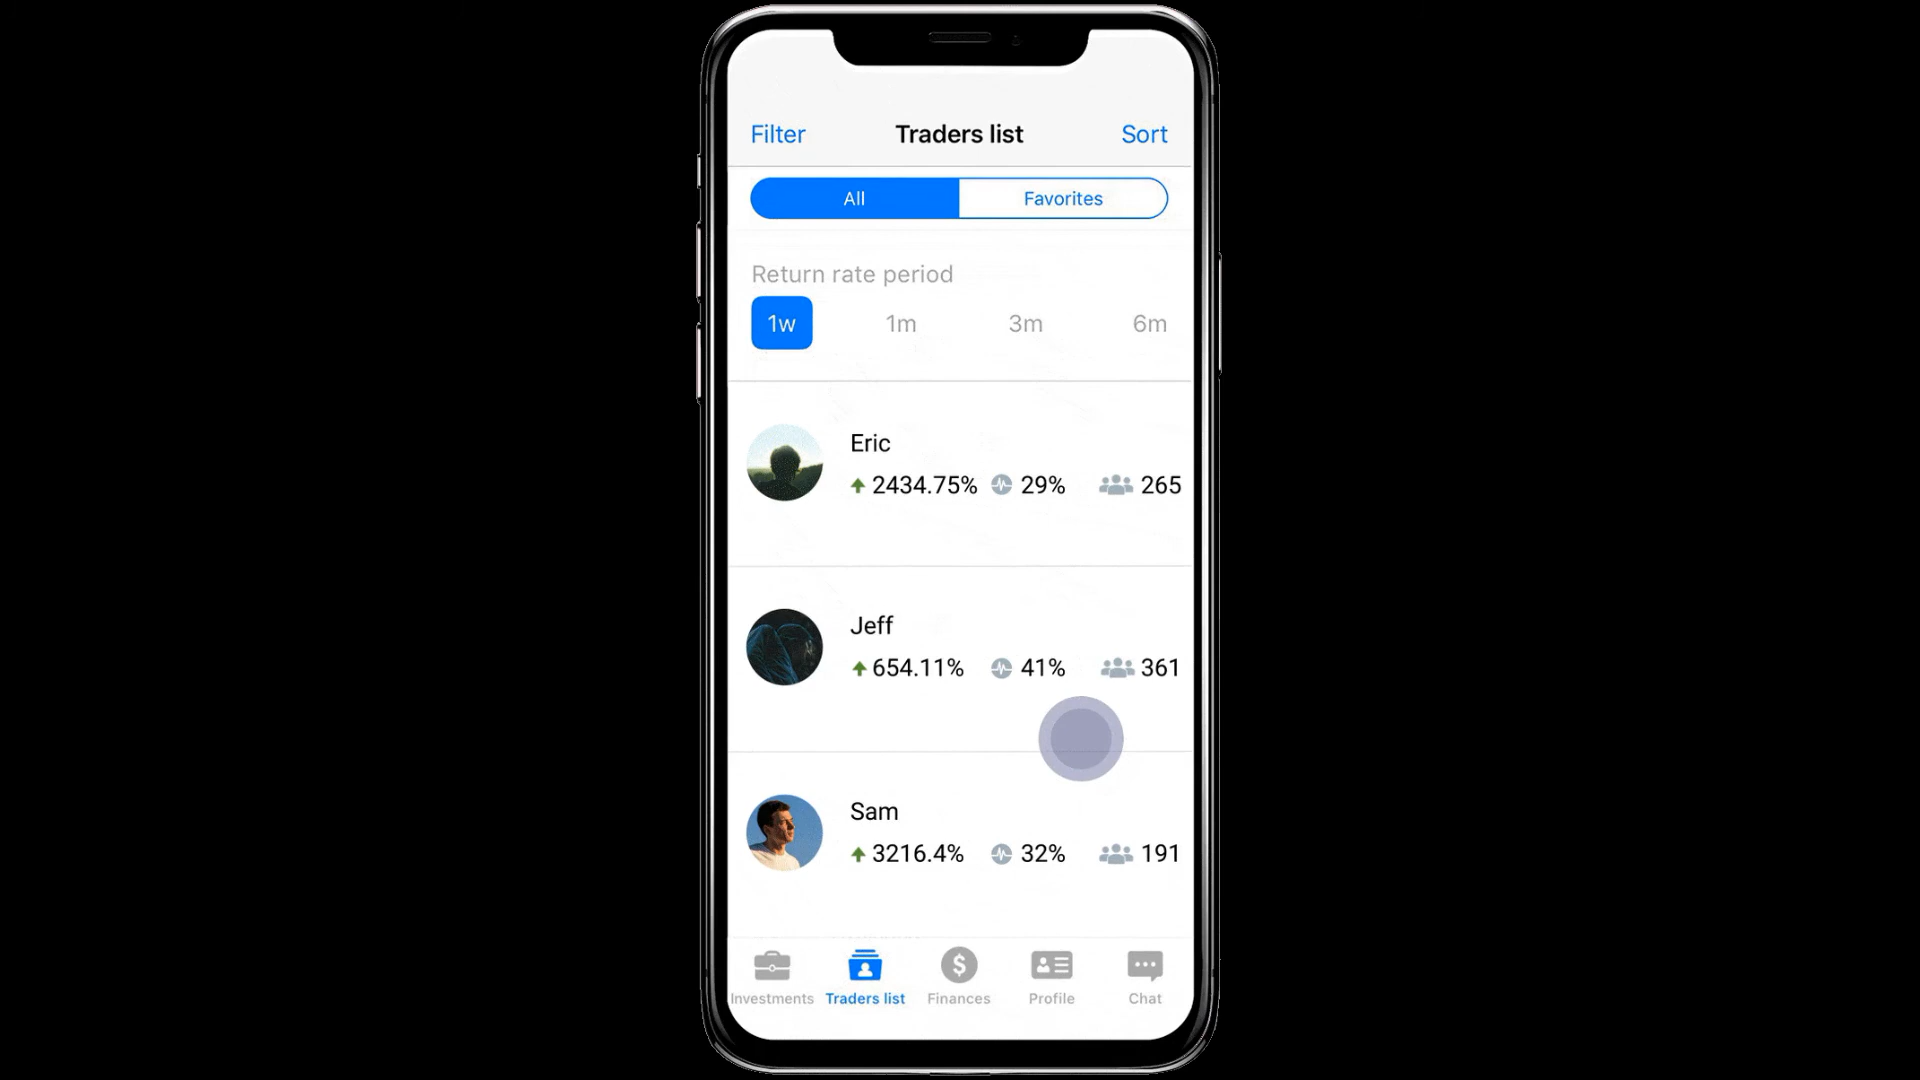 Filter Traders list Sort
All Favorites
Return rate period
1w 1m 3m 6m
Eric
2434.75% 29% 265
Jeff
654.11% 41% 361
Sam
3216.4% 32% 191
Investments Traders list Finances Profile Chat